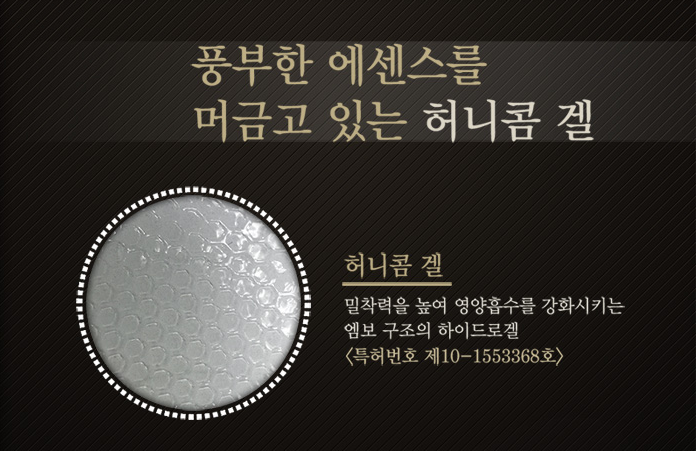 풍부한 에센스를
머금고 있는 허니콤 겔
허니콤 겔
밀착력을 높여 영양흡수를 강화시키는
엠보 구조의 하이드로겔
<특허번호 제10-1553368호>